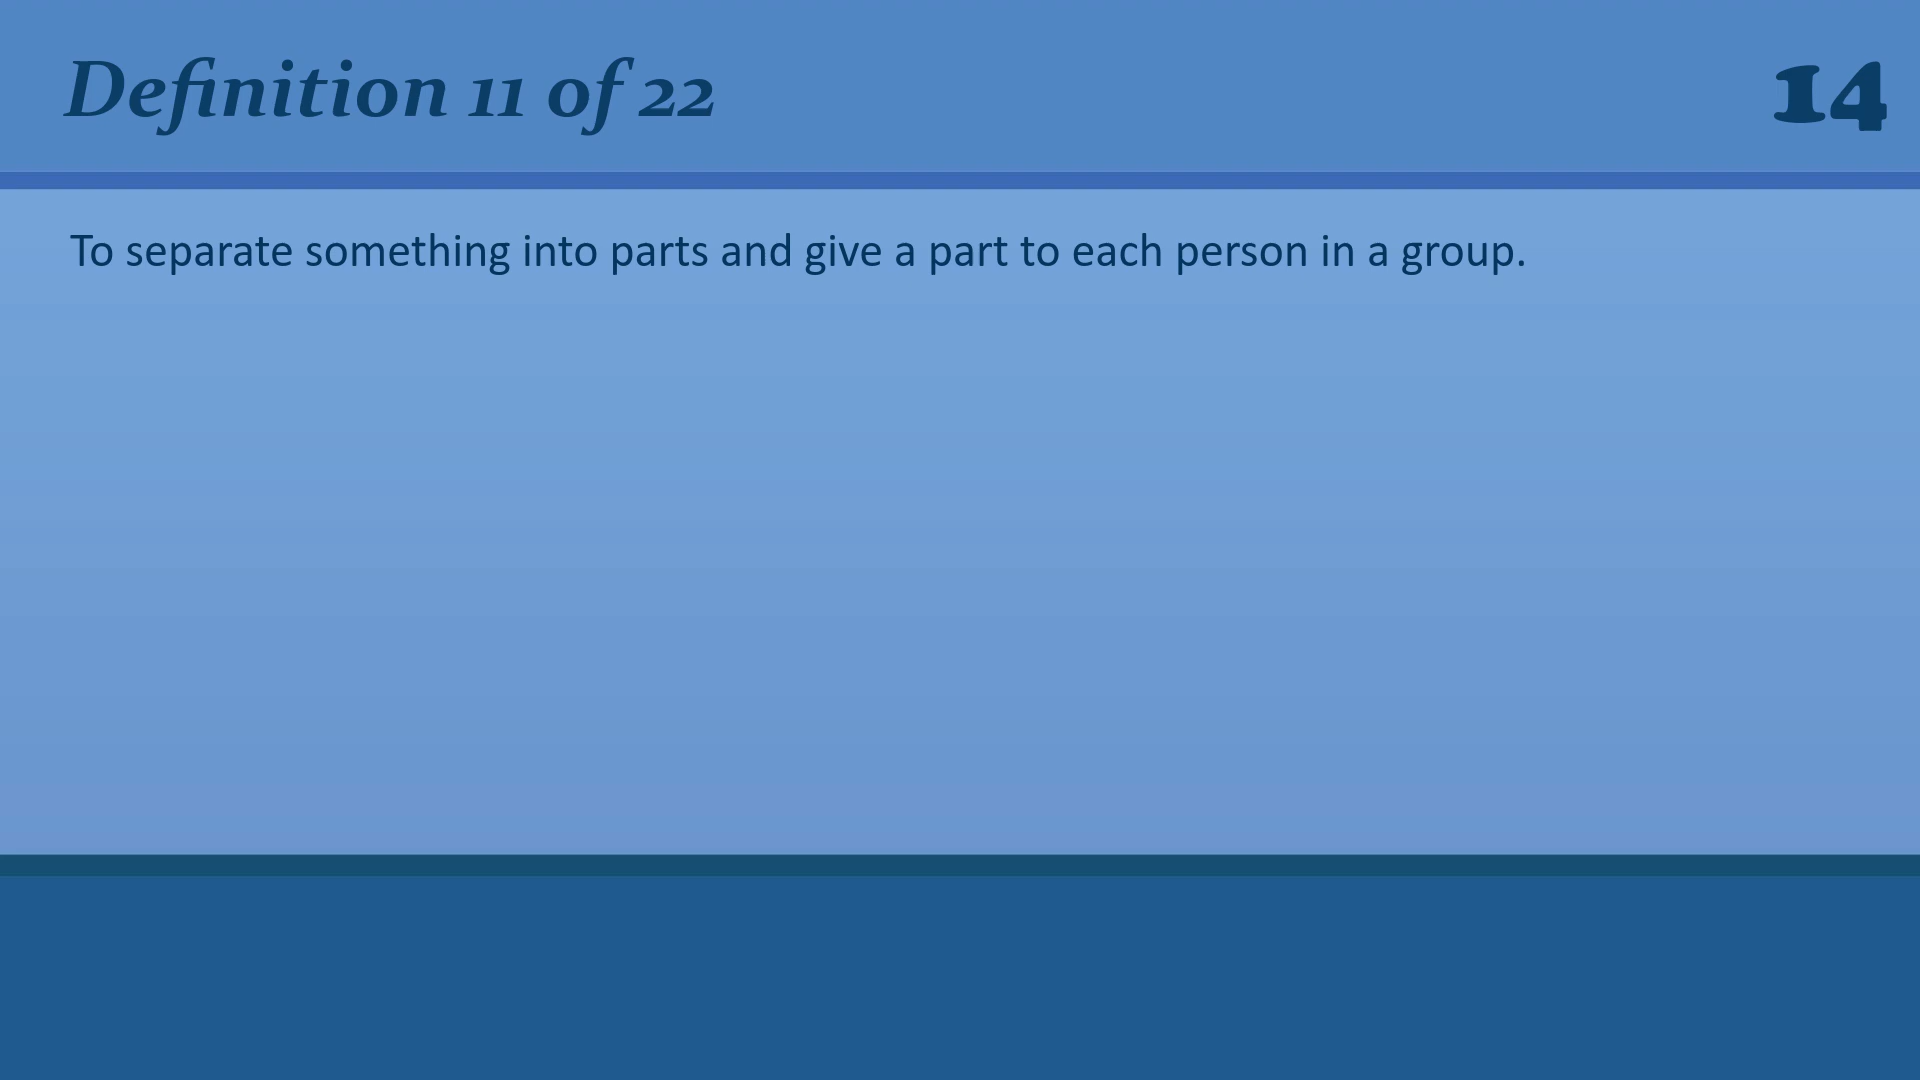 Definition 11 of 22
14
To separate something into parts and give a part to each person in a group.